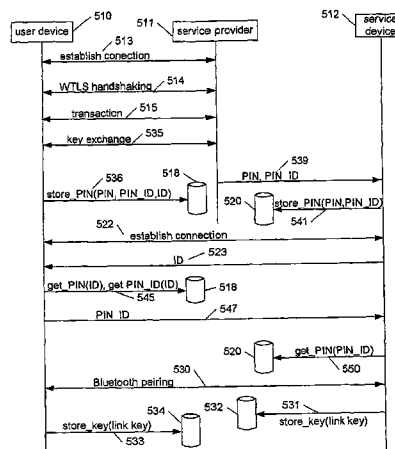 510
511
512
user device
service provider
service
device
513
establish conection
514
WTLS handshaking
515
transaction
535
key exchange
536
518
539
PIN, PIN_ID
store_PIN(PIN, PIN_ID,ID)
520
store_PIN(PIN,PIN_ID)
522
541
establish connection
ID
523
get_PIN(ID), get PIN_ID(ID)
545
518
PIN_ID
547
520
get_PIN(PIN_ID)
530
550
Bluetooth pairing
534
532
531
store_key(link key)
store_key(link key)
533